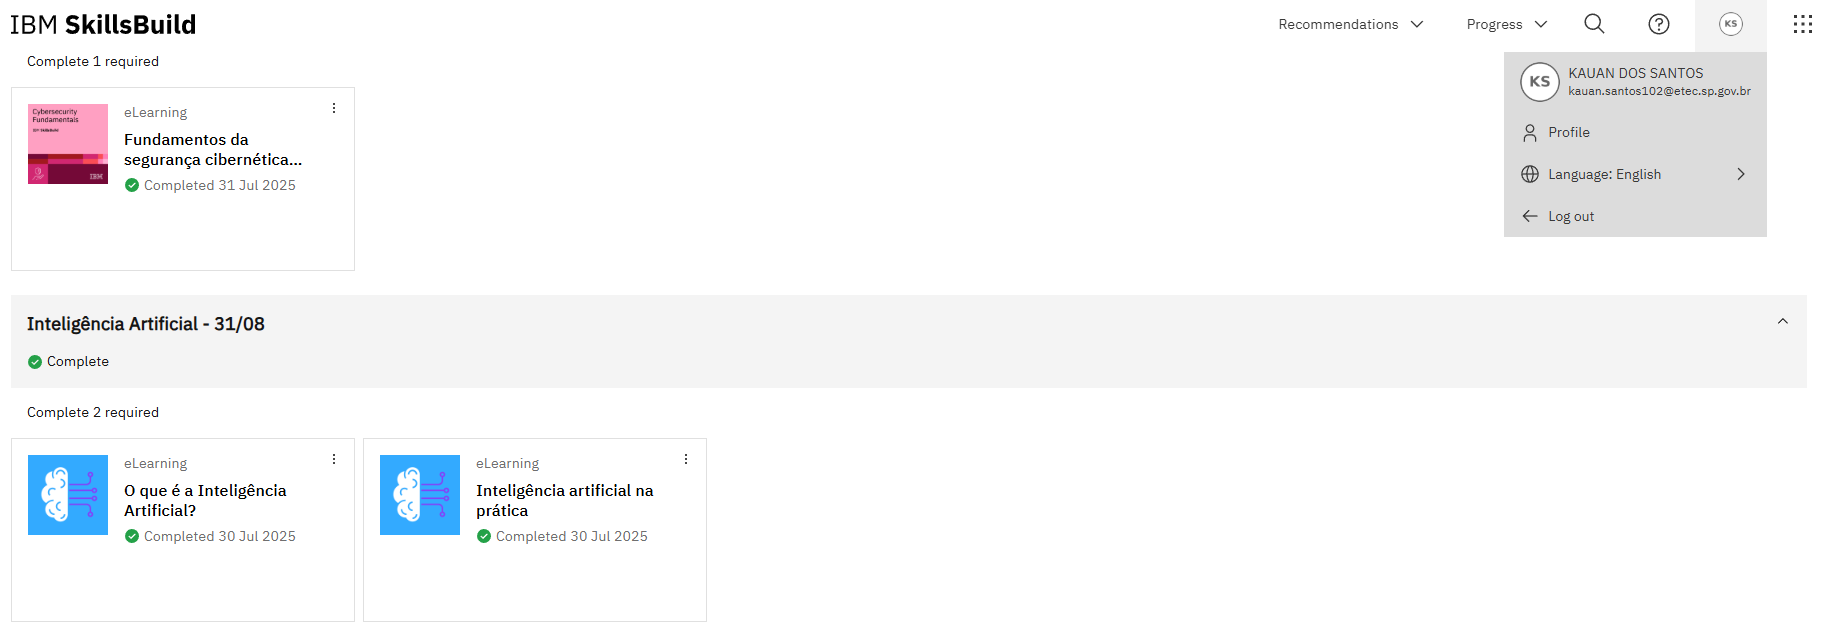 IBM SkillsBuild
Recommendations
Progress
KS
KS
KAUAN DOS SANTOS
kauan.santos102@etec.sp.gov.br
Profile
Language: English
Log out
Complete 1 required
Cybersecurity
Fundamentals
IBM SkillsBuild
IBM
eLearning
Fundamentos da
segurança cibernética...
Completed 31 Jul 2025
Inteligência Artificial - 31/08
Complete
Complete 2 required
eLearning
O que é a Inteligência
Artificial?
Completed 30 Jul 2025
eLearning
Inteligência artificial na
prática
Completed 30 Jul 2025